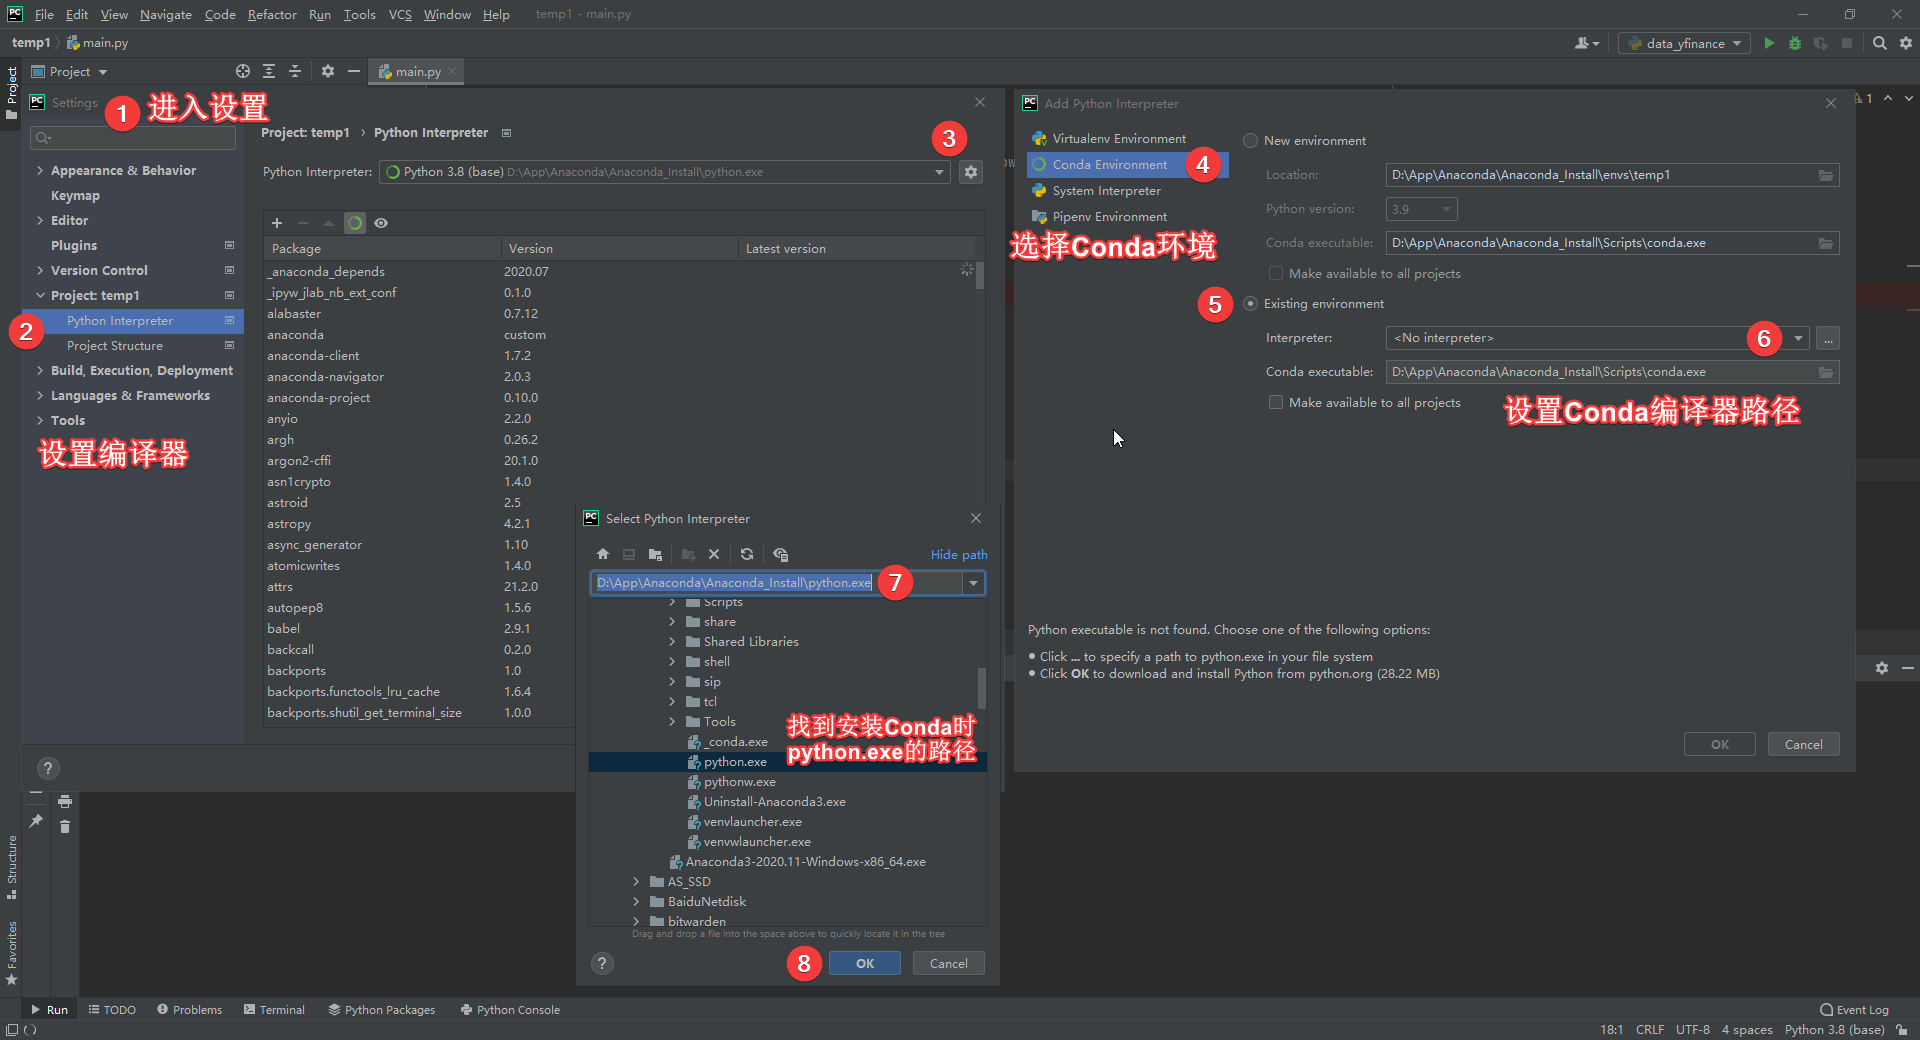 PC File Edit View Navigate Code Refactor Run Tools VCS Window Help temp1 - main.py
temp1 main.py
data_yfinance
Project
main.py
Project
PC Settings
1 进入设置
Appearance & Behavior
Keymap
Editor
Plugins
Version Control
Project: temp1
2
Python Interpreter
Project Structure
Build, Execution, Deployment
Languages & Frameworks
Tools
设置编译器
?
Project: temp1 › Python Interpreter
3
Python Interpreter: Python 3.8 (base) D:\App\Anaconda\Anaconda_Install\python.exe
Package Version Latest version
_anaconda_depends 2020.07
_ipyw_jlab_nb_ext_conf 0.1.0
alabaster 0.7.12
anaconda custom
anaconda-client 1.7.2
anaconda-navigator 2.0.3
anaconda-project 0.10.0
anyio 2.2.0
argh 0.26.2
argon2-cffi 20.1.0
asn1crypto 1.4.0
astroid 2.5
astropy 4.2.1
async_generator 1.10
atomicwrites 1.4.0
attrs 21.2.0
autopep8 1.5.6
babel 2.9.1
backcall 0.2.0
backports 1.0
backports.functools_lru_cache 1.6.4
backports.shutil_get_terminal_size 1.0.0
PC Add Python Interpreter
1
Virtualenv Environment
Conda Environment 4
System Interpreter
Pipenv Environment
选择Conda环境
New environment
Location: D:\App\Anaconda\Anaconda_Install\envs\temp1
Python version: 3.9
Conda executable: D:\App\Anaconda\Anaconda_Install\Scripts\conda.exe
Make available to all projects
5 Existing environment
Interpreter: <No interpreter> 6 ...
Conda executable: D:\App\Anaconda\Anaconda_Install\Scripts\conda.exe
Make available to all projects
设置Conda编译器路径
Python executable is not found. Choose one of the following options:
• Click ... to specify a path to python.exe in your file system
• Click OK to download and install Python from python.org (28.22 MB)
OK Cancel
PC Select Python Interpreter
Hide path
D:\App\Anaconda\Anaconda_Install\python.exe 7
Scripts
share
Shared Libraries
shell
sip
tcl
Tools
_conda.exe
python.exe
pythonw.exe
Uninstall-Anaconda3.exe
venvlauncher.exe
venvwlauncher.exe
Anaconda3-2020.11-Windows-x86_64.exe
AS_SSD
BaiduNetdisk
bitwarden
找到安装Conda时
python.exe的路径
Drag and drop a file into the space above to quickly locate it in the tree
? 8 OK Cancel
Structure
Favorites
Run TODO Problems Terminal Python Packages Python Console Event Log
18:1 CRLF UTF-8 4 spaces Python 3.8 (base)